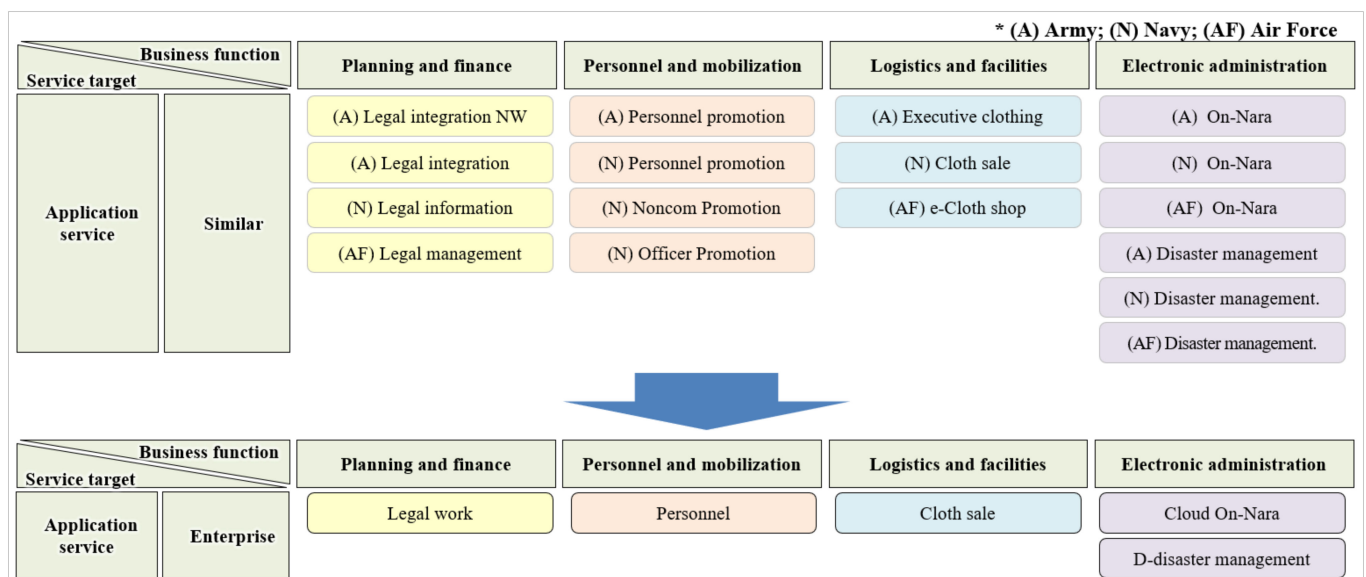 * (A) Army; (N) Navy; (AF) Air Force
Business function
Service target
Planning and finance
Personnel and mobilization
Logistics and facilities
Electronic administration
Application
service
Similar
(A) Legal integration NW
(A) Legal integration
(N) Legal information
(AF) Legal management
(A) Personnel promotion
(N) Personnel promotion
(N) Noncom Promotion
(N) Officer Promotion
(A) Executive clothing
(N) Cloth sale
(AF) e-Cloth shop
(A) On-Nara
(N) On-Nara
(AF) On-Nara
(A) Disaster management
(N) Disaster management.
(AF) Disaster management.
Business function
Service target
Planning and finance
Personnel and mobilization
Logistics and facilities
Electronic administration
Application
service
Enterprise
Legal work
Personnel
Cloth sale
Cloud On-Nara
D-disaster management